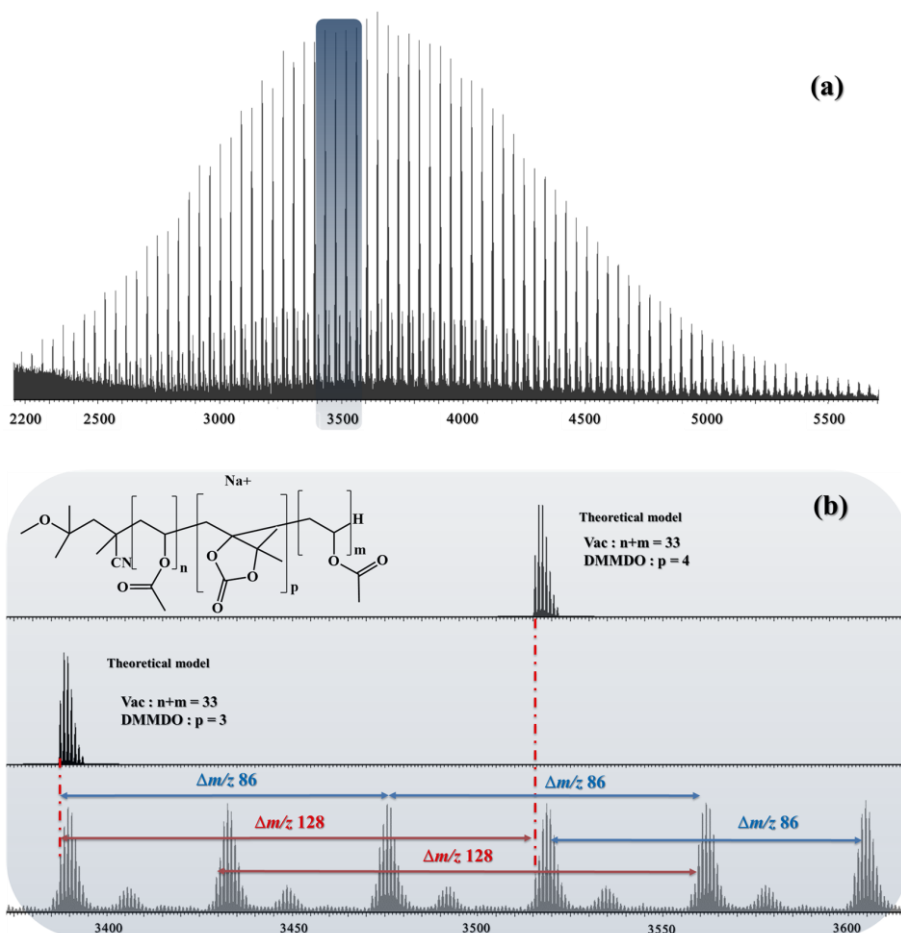 (a)
2200 2500 3000 3500 4000 4500 5000 5500
(b)
Na+
O
CN
O
O
n
O O
O
p
H
m
O
O
Theoretical model
Vac : n+m = 33
DMMDO : p = 4
Theoretical model
Vac : n+m = 33
DMMDO : p = 3
Δm/z 86
Δm/z 86
Δm/z 128
Δm/z 86
Δm/z 128
3400 3450 3500 3550 3600